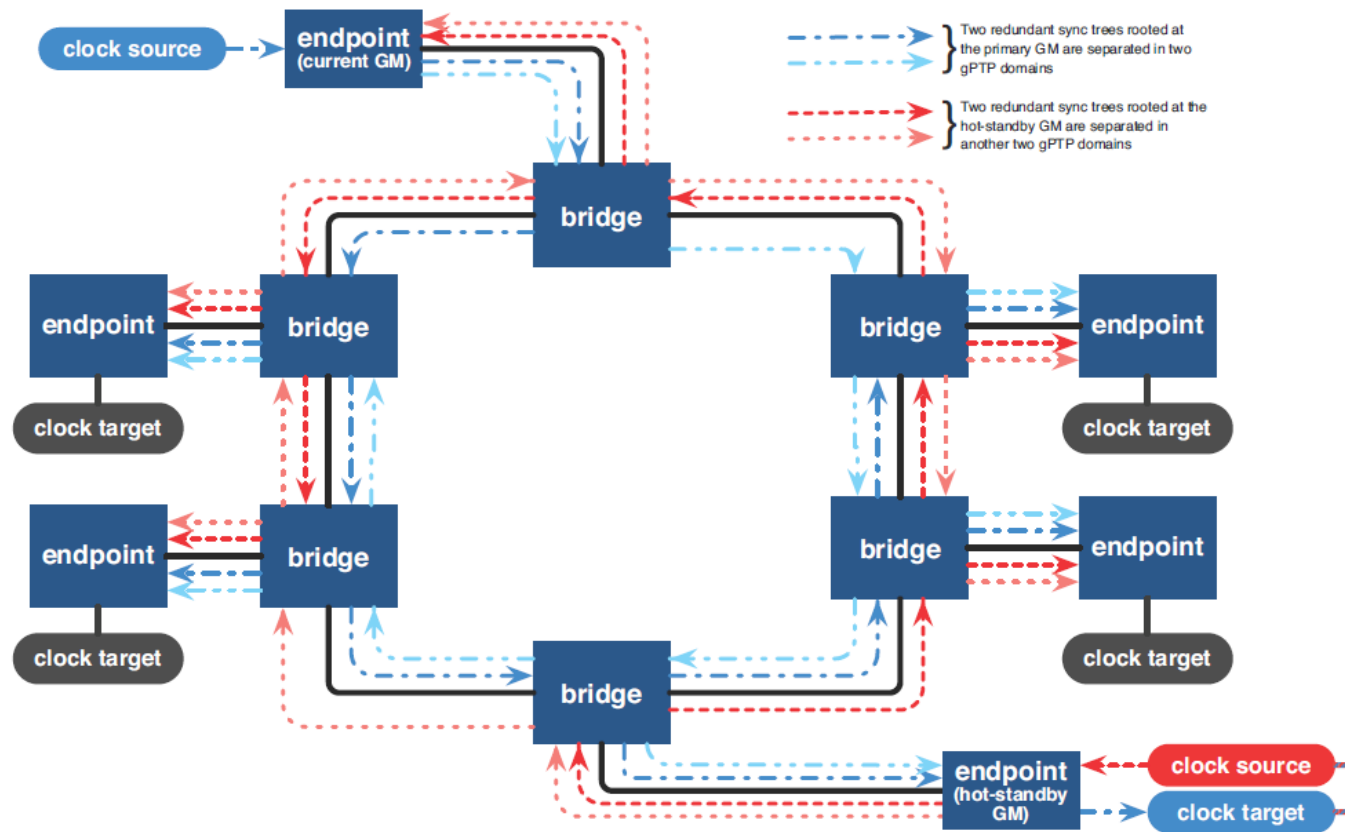 clock source
endpoint
(current GM)
Two redundant sync trees rooted at
the primary GM are separated in two
gPTP domains
Two redundant sync trees rooted at the
hot-standby GM are separated in
another two gPTP domains
bridge
endpoint
bridge
bridge
endpoint
clock target
clock target
endpoint
bridge
bridge
endpoint
clock target
clock target
bridge
endpoint
(hot-standby
GM)
clock source
clock target